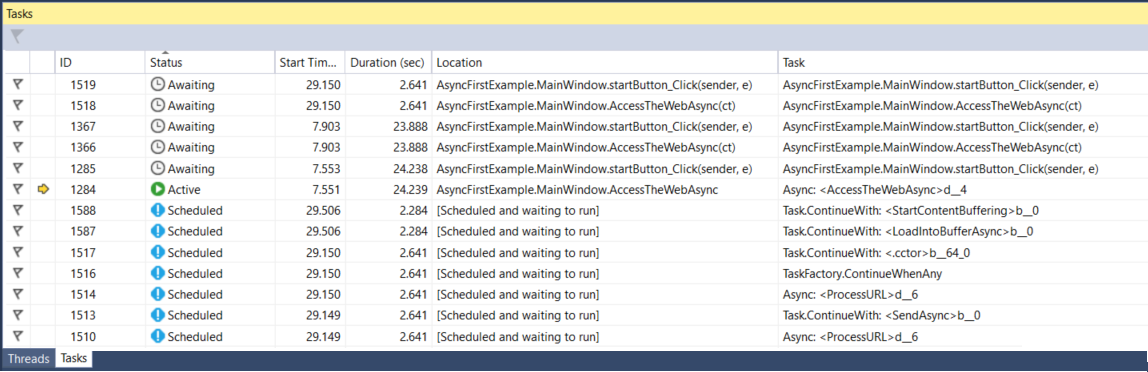 Tasks
ID Status Start Tim... Duration (sec) Location Task
1519 Awaiting 29.150 2.641 AsyncFirstExample.MainWindow.startButton_Click(sender, e) AsyncFirstExample.MainWindow.startButton_Click(sender, e)
1518 Awaiting 29.150 2.641 AsyncFirstExample.MainWindow.AccessTheWebAsync(ct) AsyncFirstExample.MainWindow.AccessTheWebAsync(ct)
1367 Awaiting 7.903 23.888 AsyncFirstExample.MainWindow.startButton_Click(sender, e) AsyncFirstExample.MainWindow.startButton_Click(sender, e)
1366 Awaiting 7.903 23.888 AsyncFirstExample.MainWindow.AccessTheWebAsync(ct) AsyncFirstExample.MainWindow.AccessTheWebAsync(ct)
1285 Awaiting 7.553 24.238 AsyncFirstExample.MainWindow.startButton_Click(sender, e) AsyncFirstExample.MainWindow.startButton_Click(sender, e)
1284 Active 7.551 24.239 AsyncFirstExample.MainWindow.AccessTheWebAsync Async: <AccessTheWebAsync>d__4
1588 Scheduled 29.506 2.284 [Scheduled and waiting to run] Task.ContinueWith: <StartContentBuffering>b__0
1587 Scheduled 29.506 2.284 [Scheduled and waiting to run] Task.ContinueWith: <LoadIntoBufferAsync>b__0
1517 Scheduled 29.150 2.641 [Scheduled and waiting to run] Task.ContinueWith: <.cctor>b__64_0
1516 Scheduled 29.150 2.641 [Scheduled and waiting to run] TaskFactory.ContinueWhenAny
1514 Scheduled 29.150 2.641 [Scheduled and waiting to run] Async: <ProcessURL>d__6
1513 Scheduled 29.149 2.641 [Scheduled and waiting to run] Task.ContinueWith: <SendAsync>b__0
1510 Scheduled 29.149 2.641 [Scheduled and waiting to run] Async: <ProcessURL>d__6
Threads Tasks